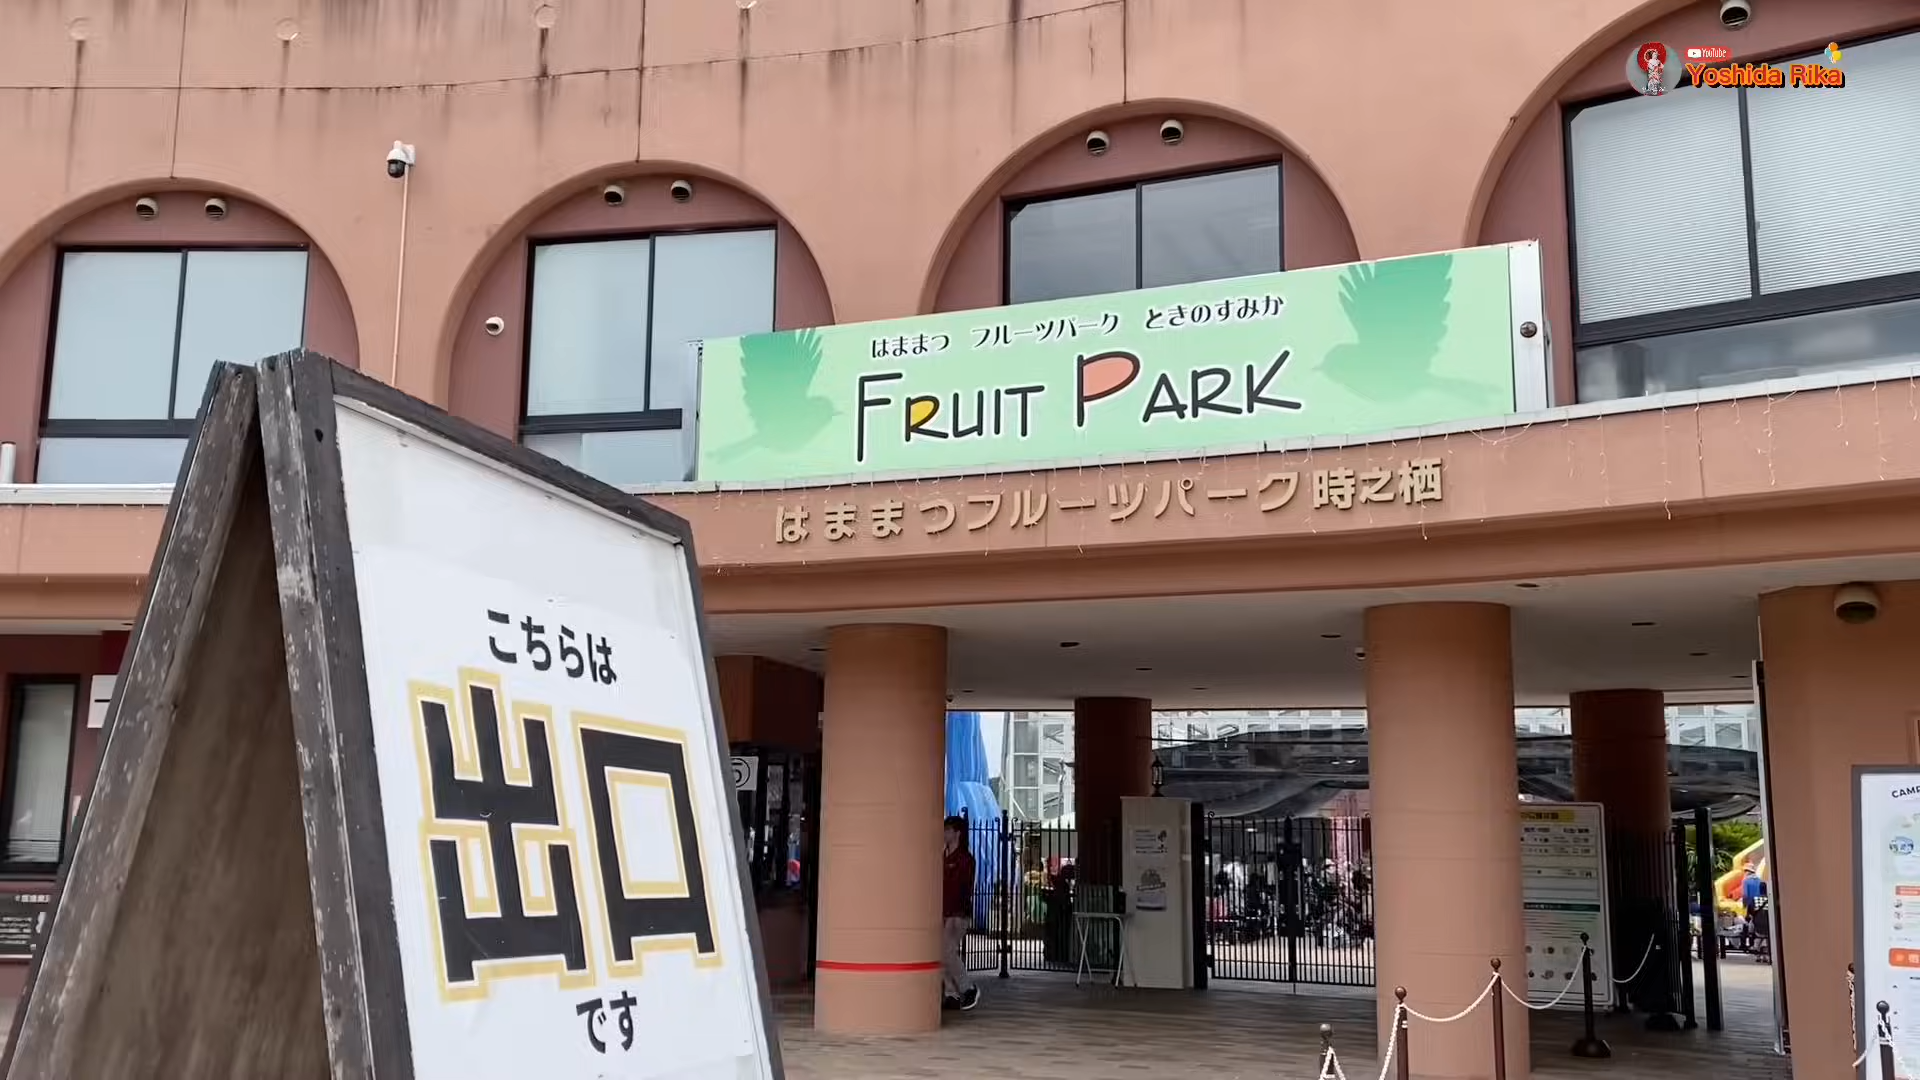 YouTube
Yoshida Rika
はままつ フルーツパーク ときのすみか
FRUIT PARK
はままつフルーツパーク時之栖
こちらは
出口
です
⑤
CAMP